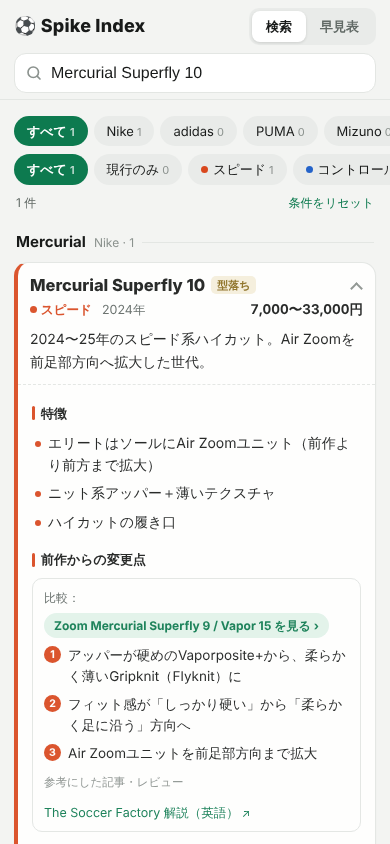 ⚽ Spike Index 検索 早見表
Mercurial Superfly 10
すべて 1 Nike 1 adidas 0 PUMA 0 Mizuno 0
すべて 1 現行のみ 0 スピード 1 コントロール
1 件 条件をリセット
Mercurial Nike · 1
Mercurial Superfly 10 型落ち
スピード 2024年 7,000〜33,000円
2024〜25年のスピード系ハイカット。Air Zoomを
前足部方向へ拡大した世代。
特徴
エリートはソールにAir Zoomユニット（前作よ
り前方まで拡大）
ニット系アッパー＋薄いテクスチャ
ハイカットの履き口
前作からの変更点
比較：
Zoom Mercurial Superfly 9 / Vapor 15 を見る ›
1 アッパーが硬めのVaporposite+から、柔らか
く薄いGripknit（Flyknit）に
2 フィット感が「しっかり硬い」から「柔らか
く足に沿う」方向へ
3 Air Zoomユニットを前足部方向まで拡大
参考にした記事・レビュー
The Soccer Factory 解説（英語） ↗